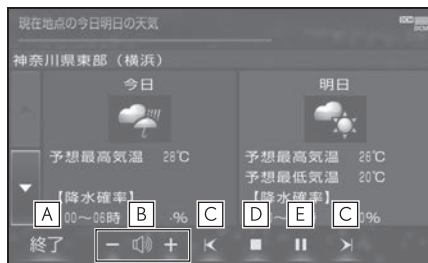 現在地点の今日明日の天気
神奈川県東部（横浜）
今日 明日
予想最高気温 28℃ 予想最高気温 26℃
予想最低気温 20℃
【降水確率】 【降水確率】
A B C D E C
00～06時 -% 0%
終了 − +